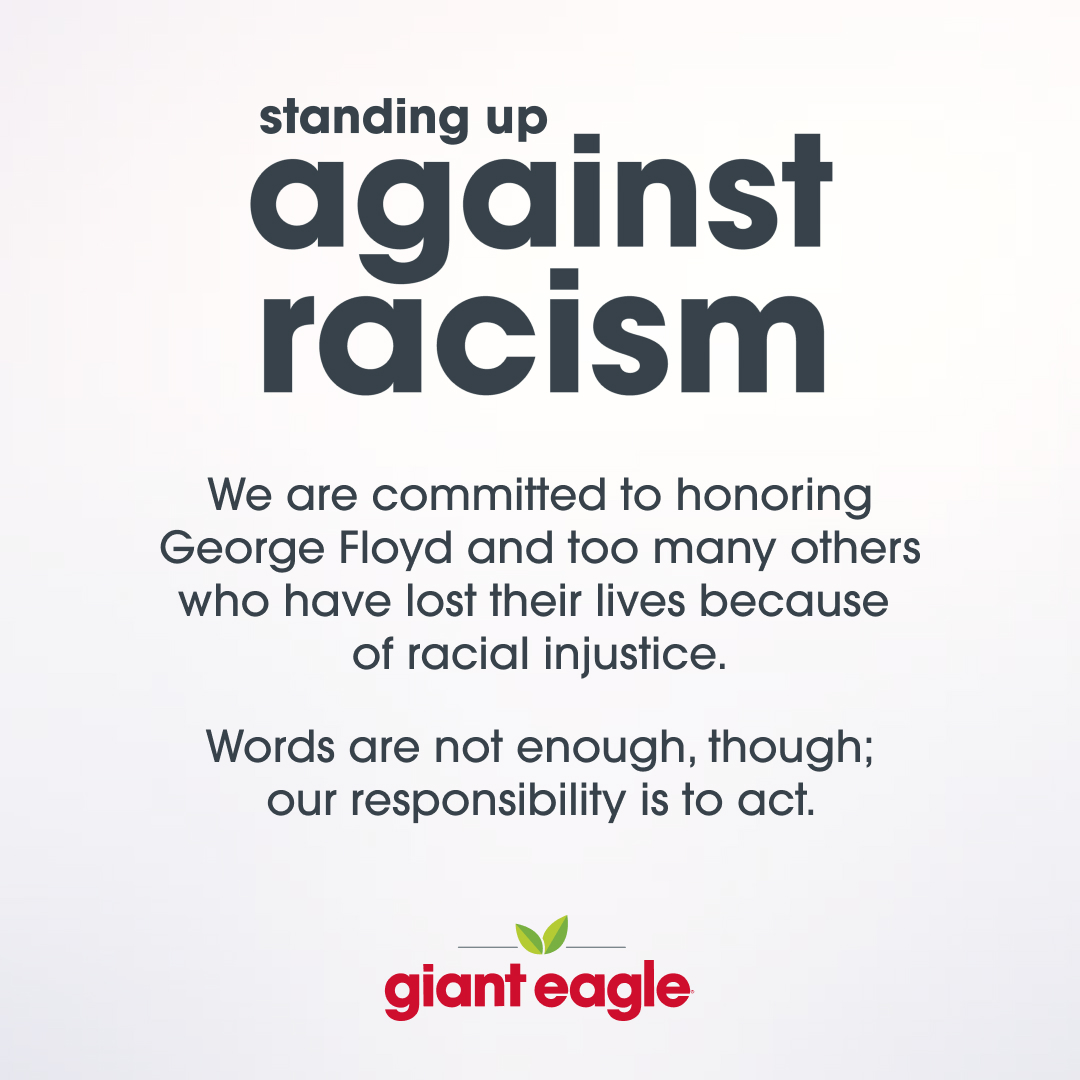 standing up
against
racism
We are committed to honoring
George Floyd and too many others
who have lost their lives because
of racial injustice.
Words are not enough, though;
our responsibility is to act.
giant eagle